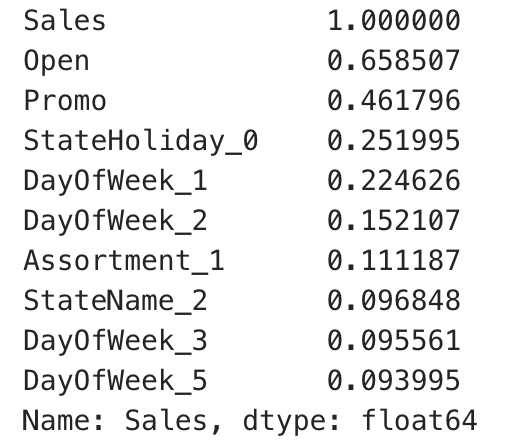 Sales              1.000000
Open               0.658507
Promo              0.461796
StateHoliday_0     0.251995
DayOfWeek_1        0.224626
DayOfWeek_2        0.152107
Assortment_1       0.111187
StateName_2        0.096848
DayOfWeek_3        0.095561
DayOfWeek_5        0.093995
Name: Sales, dtype: float64